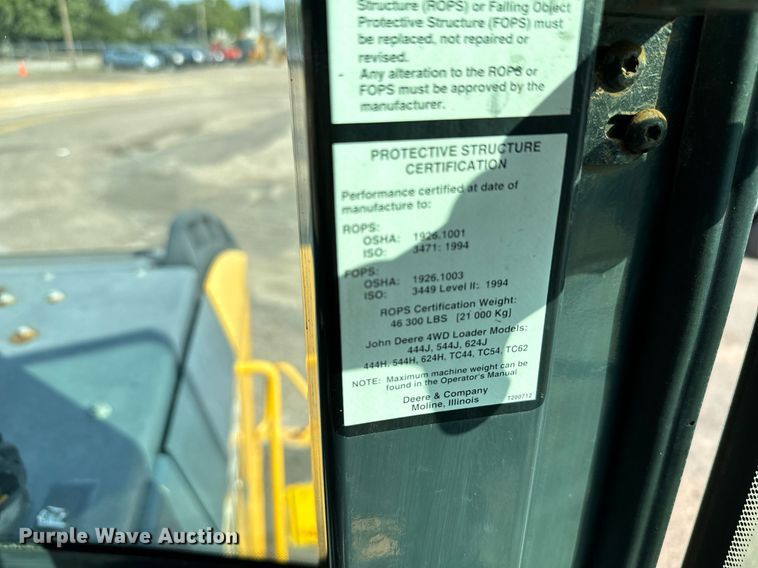 Structure (ROPS) or Falling Object
Protective Structure (FOPS) must
be replaced, not repaired or
revised.
Any alteration to the ROPS or
FOPS must be approved by the
manufacturer.
PROTECTIVE STRUCTURE
CERTIFICATION
Performance certified at date of
manufacture to:
ROPS:
OSHA: 1926.1001
ISO: 3471: 1994
FOPS:
OSHA: 1926.1003
ISO: 3449 Level II: 1994
ROPS Certification Weight:
46 300 LBS [21 000 Kg]
John Deere 4WD Loader Models:
444J, 544J, 624J
444H, 544H, 624H, TC44, TC54, TC62
NOTE: Maximum machine weight can be
found in the Operator's Manual
Deere & Company
Moline, Illinois
T200712
Purple Wave Auction